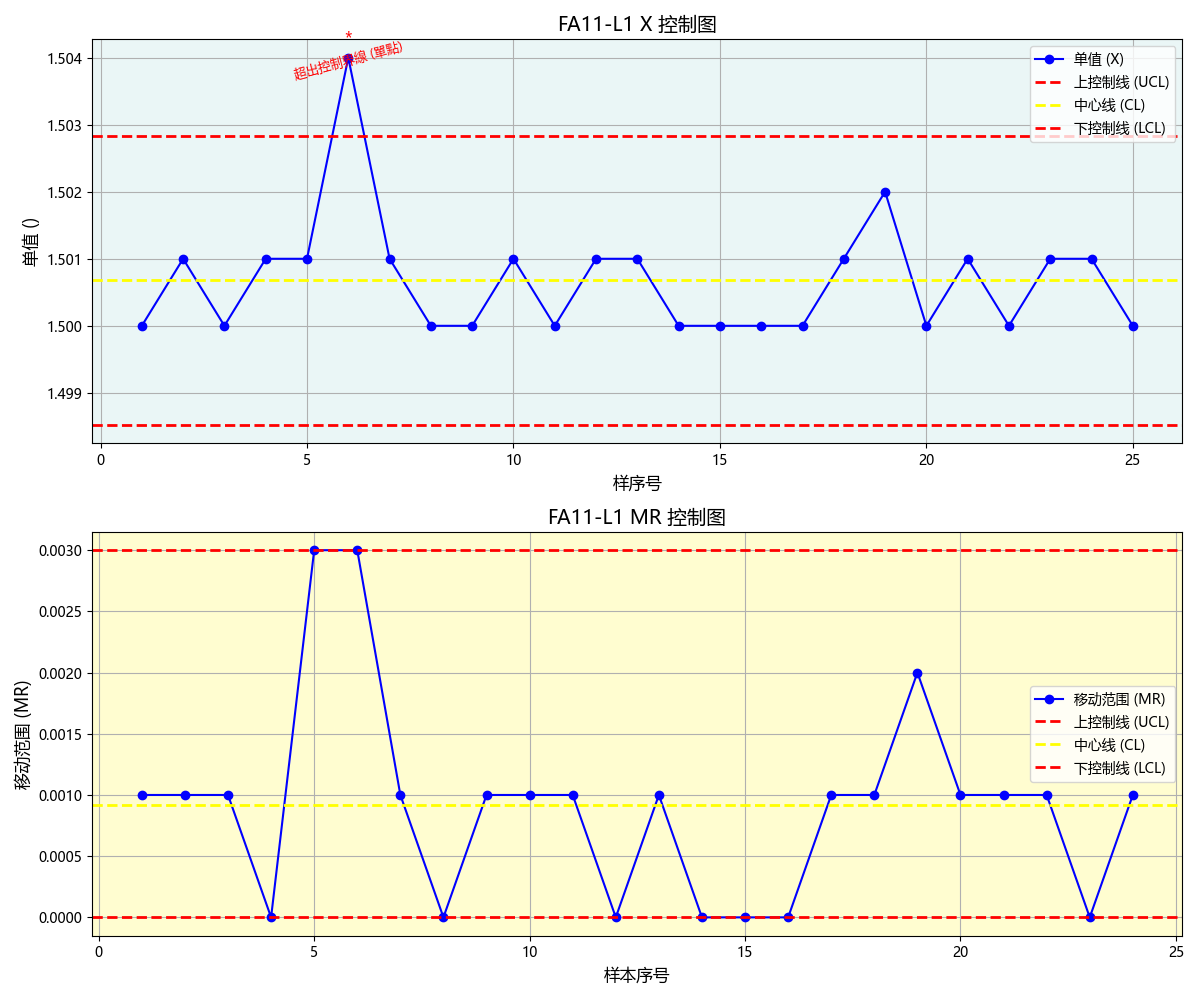 FA11-L1 X 控制图
*
超出控制界線 (單點)
单值 (X)
上控制线 (UCL)
中心线 (CL)
下控制线 (LCL)
单值 ()
1.504
1.503
1.502
1.501
1.500
1.499
0 5 10 15 20 25
样序号
FA11-L1 MR 控制图
移动范围 (MR)
0.0030
0.0025
0.0020
0.0015
0.0010
0.0005
0.0000
移动范围 (MR)
上控制线 (UCL)
中心线 (CL)
下控制线 (LCL)
0 5 10 15 20 25
样本序号